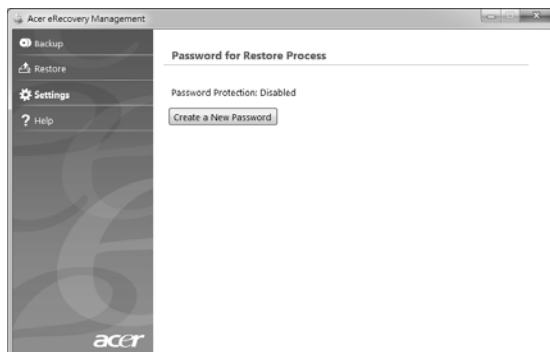 Acer eRecovery Management
Backup
Restore
Settings
Help
Password for Restore Process
Password Protection: Disabled
Create a New Password
acer